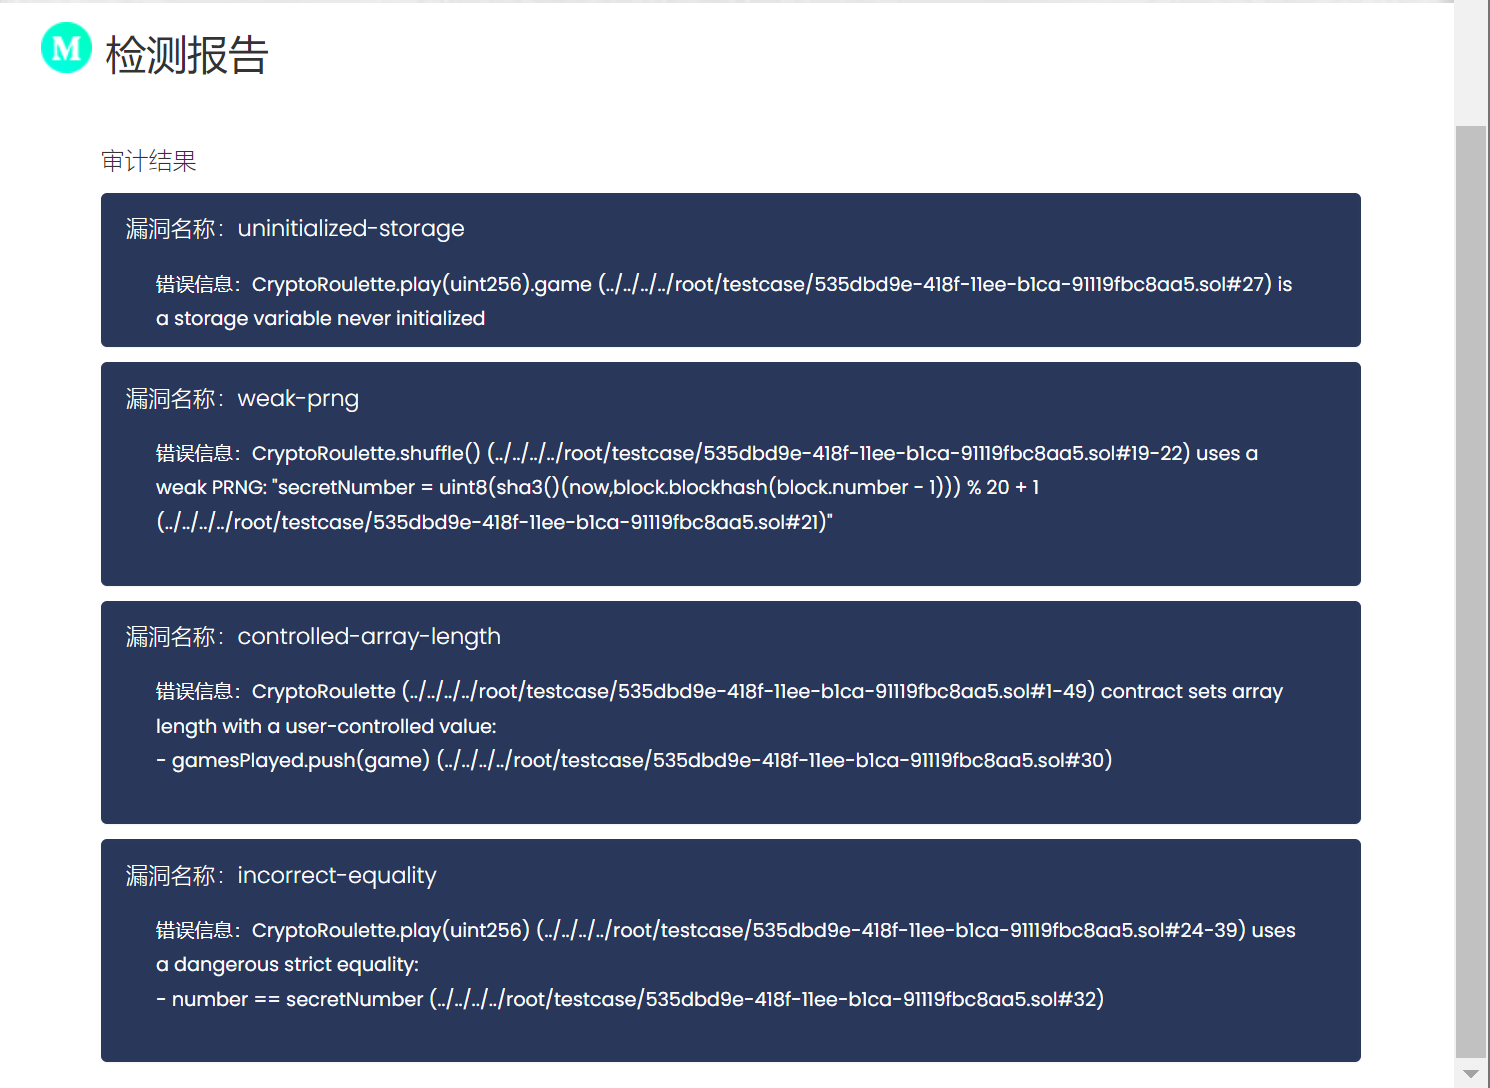 M 检测报告
审计结果
漏洞名称：uninitialized-storage
错误信息：CryptoRoulette.play(uint256).game (../../../../root/testcase/535dbd9e-418f-11ee-b1ca-91119fbc8aa5.sol#27) is
a storage variable never initialized
漏洞名称：weak-prng
错误信息：CryptoRoulette.shuffle() (../../../../root/testcase/535dbd9e-418f-11ee-b1ca-91119fbc8aa5.sol#19-22) uses a
weak PRNG: "secretNumber = uint8(sha3()(now,block.blockhash(block.number - 1))) % 20 + 1
(../../../../root/testcase/535dbd9e-418f-11ee-b1ca-91119fbc8aa5.sol#21)"
漏洞名称：controlled-array-length
错误信息：CryptoRoulette (../../../../root/testcase/535dbd9e-418f-11ee-b1ca-91119fbc8aa5.sol#1-49) contract sets array
length with a user-controlled value:
- gamesPlayed.push(game) (../../../../root/testcase/535dbd9e-418f-11ee-b1ca-91119fbc8aa5.sol#30)
漏洞名称：incorrect-equality
错误信息：CryptoRoulette.play(uint256) (../../../../root/testcase/535dbd9e-418f-11ee-b1ca-91119fbc8aa5.sol#24-39) uses
a dangerous strict equality:
- number == secretNumber (../../../../root/testcase/535dbd9e-418f-11ee-b1ca-91119fbc8aa5.sol#32)